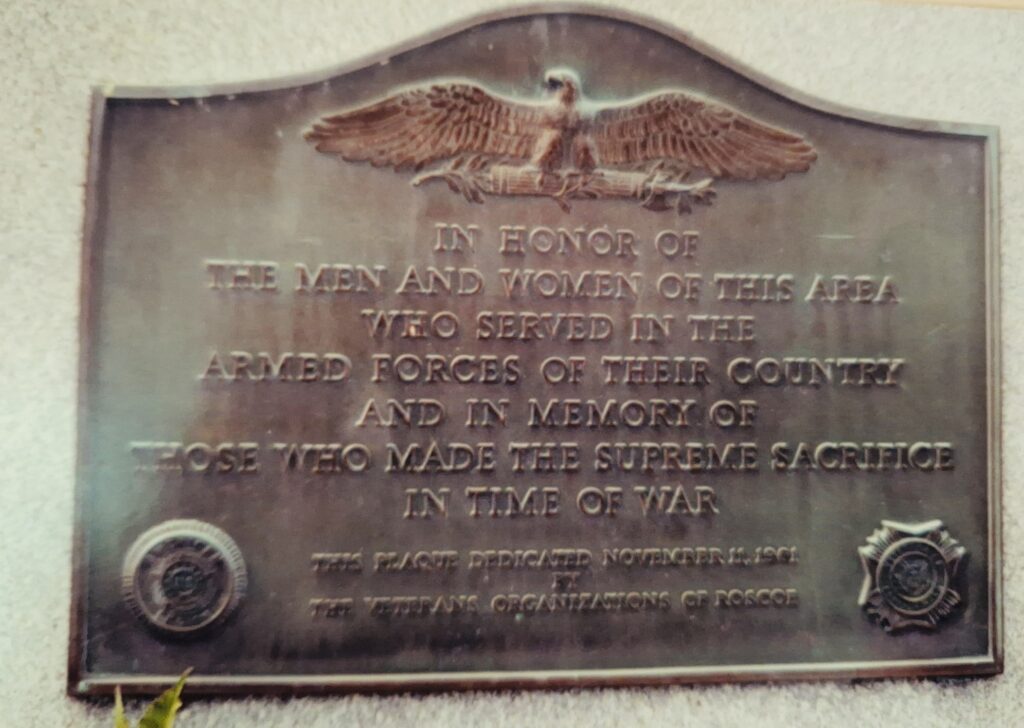 IN HONOR OF
THE MEN AND WOMEN OF THIS AREA
WHO SERVED IN THE
ARMED FORCES OF THEIR COUNTRY
AND IN MEMORY OF
THOSE WHO MADE THE SUPREME SACRIFICE
IN TIME OF WAR
THIS PLAQUE DEDICATED NOVEMBER 11, 1961
BY
THE VETERANS ORGANIZATIONS OF ROSCOE